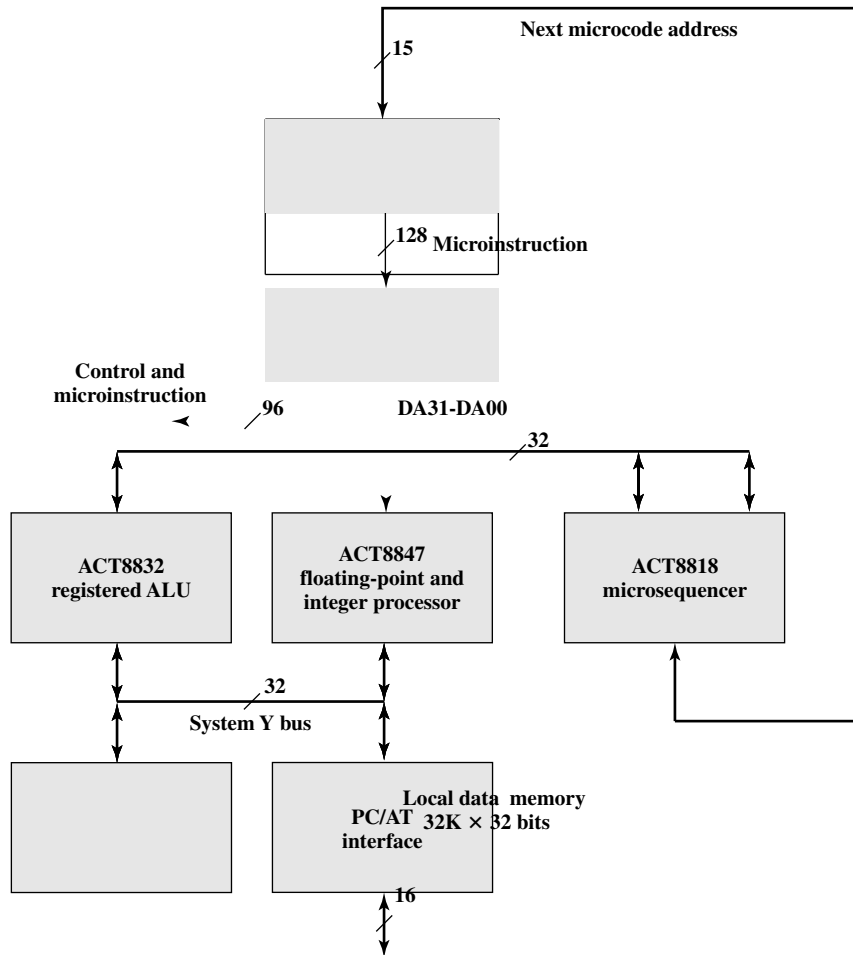 Next microcode address
15
128
Microinstruction
Control and
microinstruction
96
DA31-DA00
32
ACT8832
registered ALU
ACT8847
floating-point and
integer processor
ACT8818
microsequencer
32
System Y bus
PC/AT
interface
Local data memory
32K × 32 bits
16